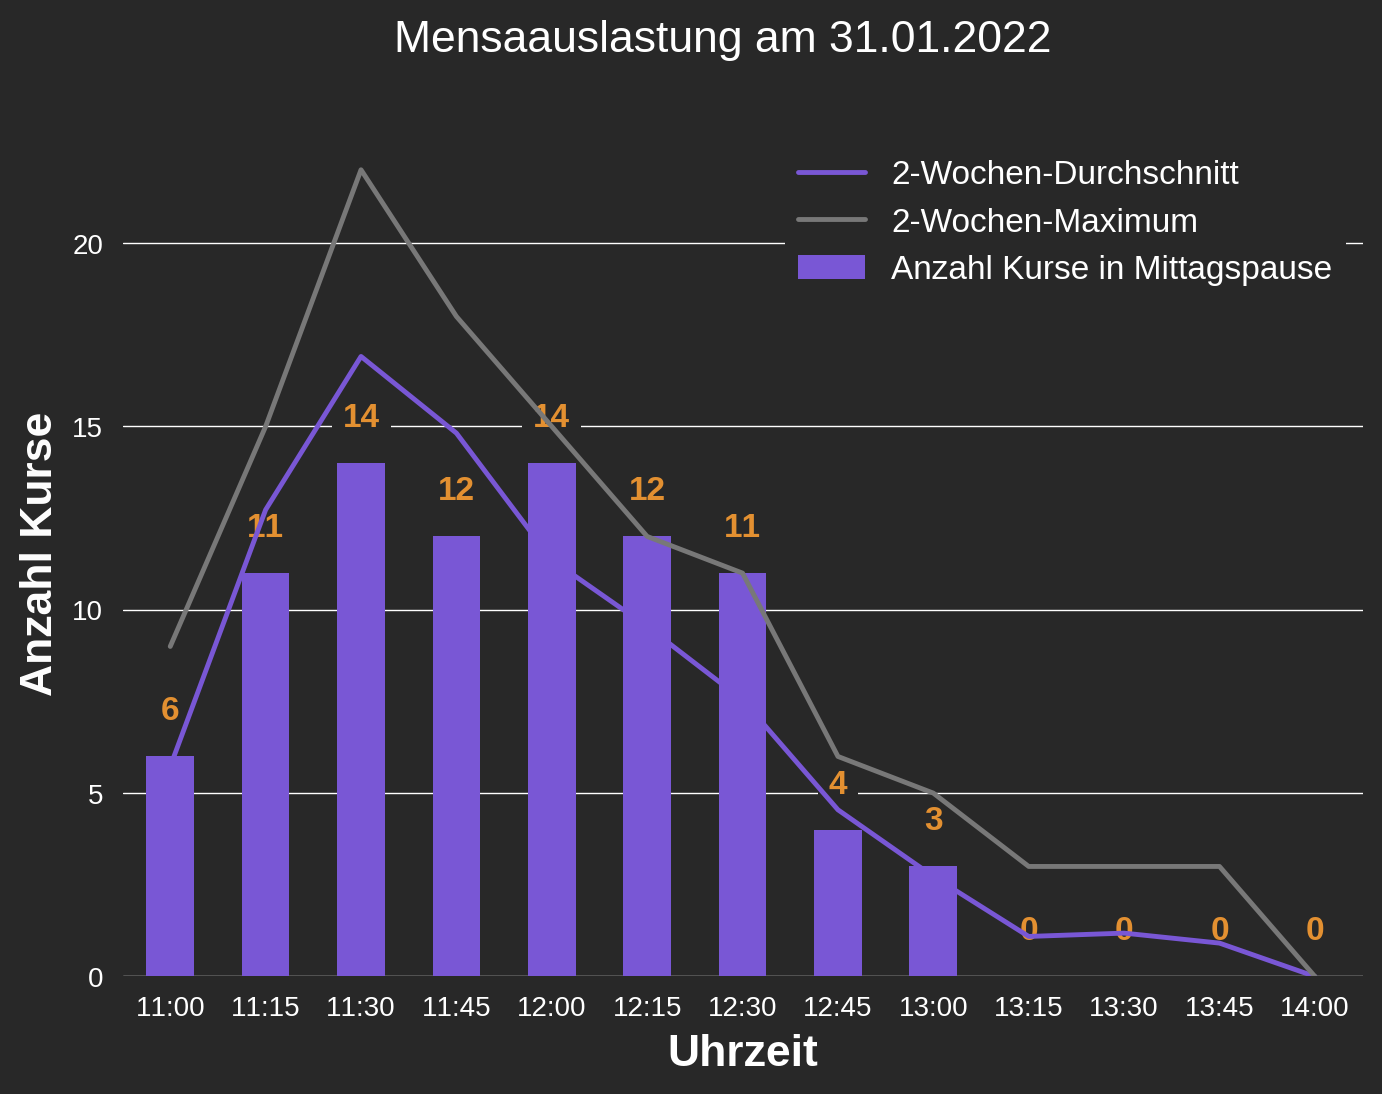 Mensaauslastung am 31.01.2022
2-Wochen-Durchschnitt
2-Wochen-Maximum
Anzahl Kurse in Mittagspause
Anzahl Kurse
20
15
10
5
0
6
11
14
12
14
12
11
4
3
0
0
0
0
11:00 11:15 11:30 11:45 12:00 12:15 12:30 12:45 13:00 13:15 13:30 13:45 14:00
Uhrzeit